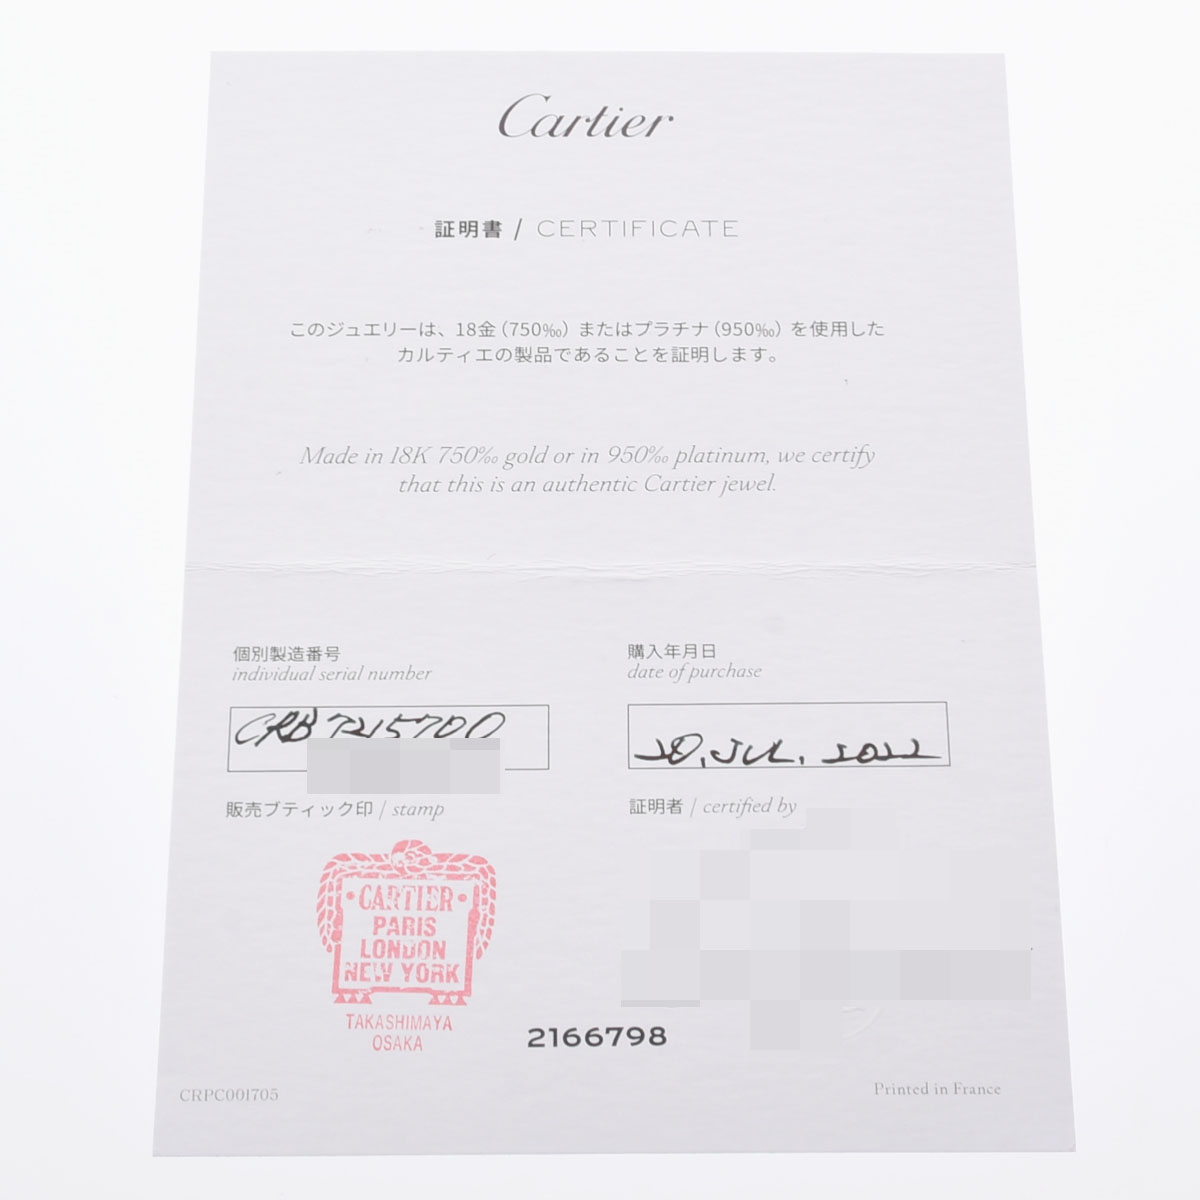 Cartier
証明書 / CERTIFICATE
このジュエリーは、18金（750‰）またはプラチナ（950‰）を使用した
カルティエの製品であることを証明します。
Made in 18K 750‰ gold or in 950‰ platinum, we certify
that this is an authentic Cartier jewel.
個別製造番号
individual serial number
CRB7215700
購入年月日
date of purchase
20, JUL, 2022
販売ブティック印 / stamp
証明者 / certified by
• CARTIER •
PARIS
LONDON
NEW YORK
TAKASHIMAYA
OSAKA
2166798
CRPC001705
Printed in France